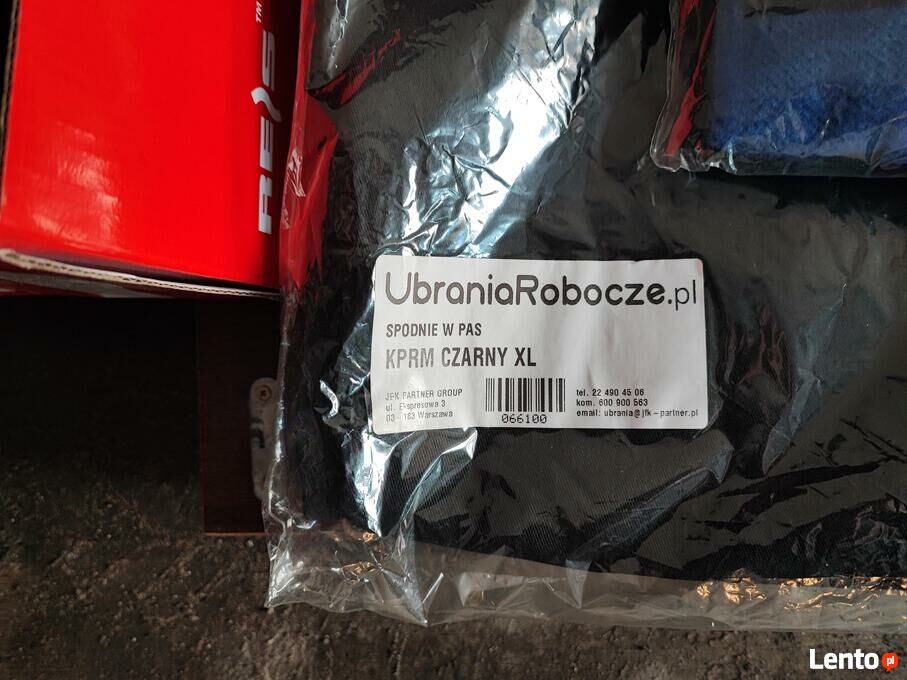 REIS™
UbraniaRobocze.pl
SPODNIE W PAS
KPRM CZARNY XL
JFK PARTNER GROUP
ul. Ekspresowa 3
03 - 183 Warszawa
066100
tel. 22 490 45 06
kom. 600 900 563
email: ubrania@jfk-partner.pl
Lento pl